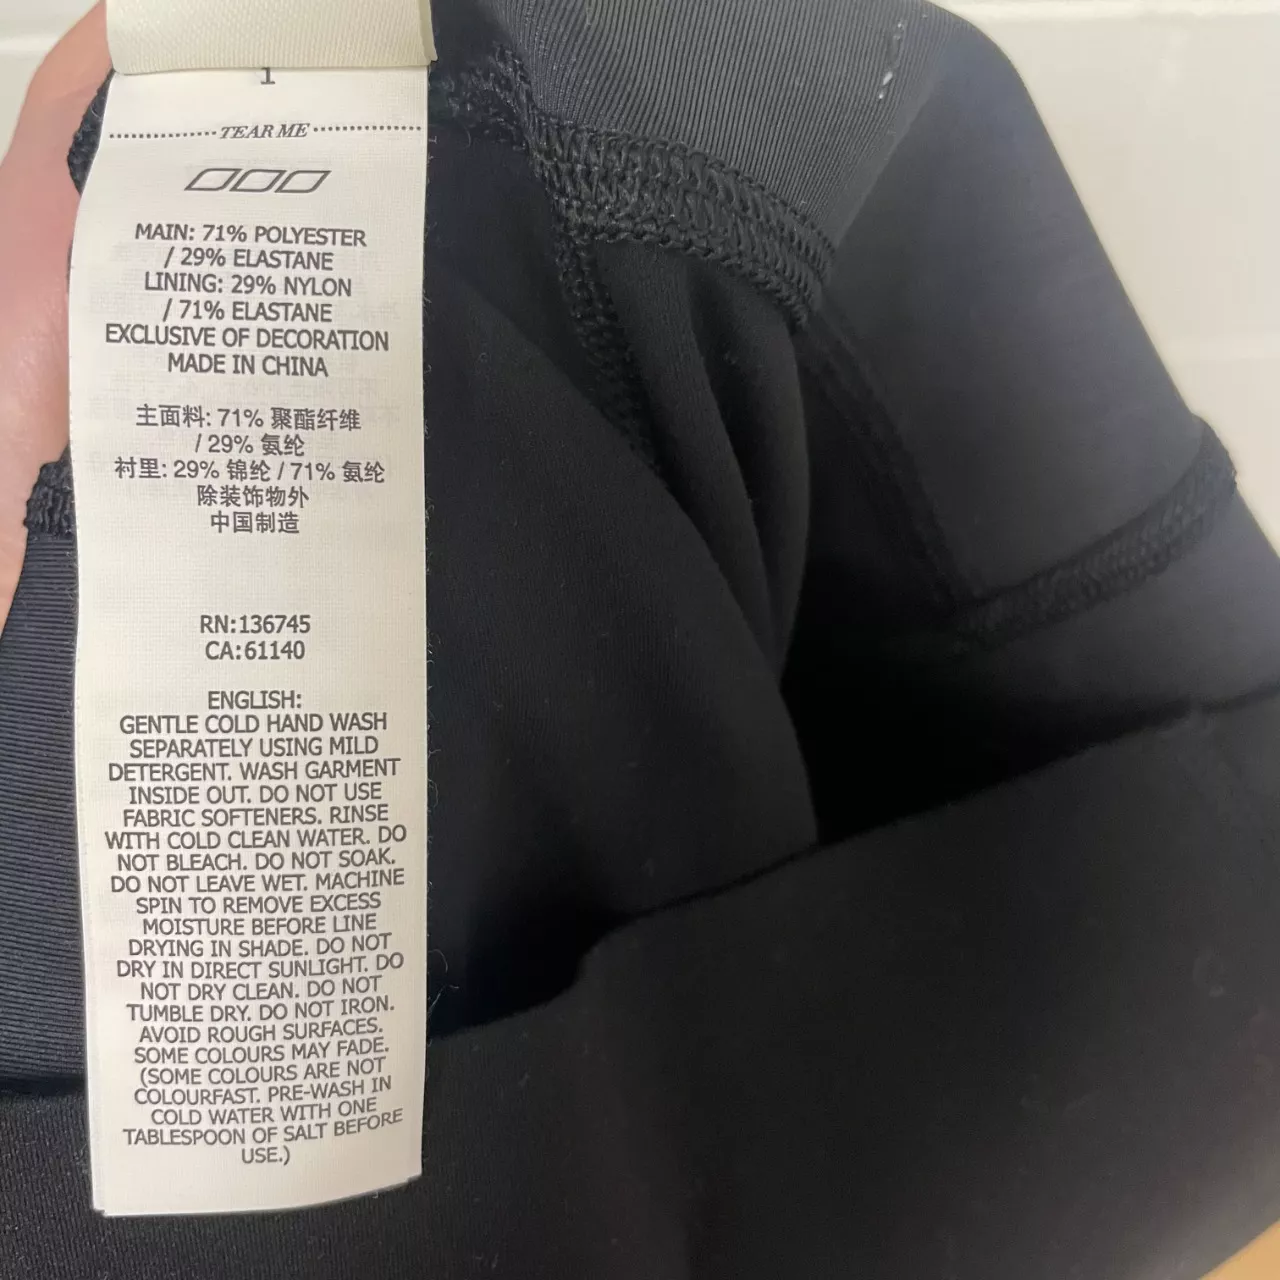 1
TEAR ME
MAIN: 71% POLYESTER
/ 29% ELASTANE
LINING: 29% NYLON
/ 71% ELASTANE
EXCLUSIVE OF DECORATION
MADE IN CHINA
主面料: 71% 聚酯纤维
/ 29% 氨纶
衬里: 29% 锦纶 / 71% 氨纶
除装饰物外
中国制造
RN:136745
CA:61140
ENGLISH:
GENTLE COLD HAND WASH
SEPARATELY USING MILD
DETERGENT. WASH GARMENT
INSIDE OUT. DO NOT USE
FABRIC SOFTENERS. RINSE
WITH COLD CLEAN WATER. DO
NOT BLEACH. DO NOT SOAK.
DO NOT LEAVE WET. MACHINE
SPIN TO REMOVE EXCESS
MOISTURE BEFORE LINE
DRYING IN SHADE. DO NOT
DRY IN DIRECT SUNLIGHT. DO
NOT DRY CLEAN. DO NOT
TUMBLE DRY. DO NOT IRON.
AVOID ROUGH SURFACES.
SOME COLOURS MAY FADE.
(SOME COLOURS ARE NOT
COLOURFAST. PRE-WASH IN
COLD WATER WITH ONE
TABLESPOON OF SALT BEFORE
USE.)